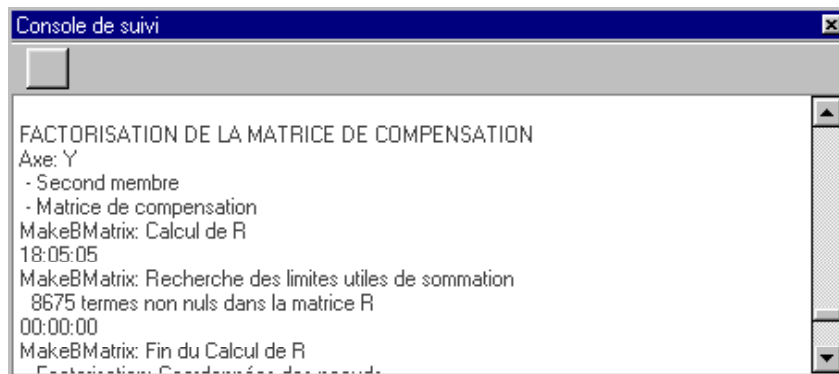 Console de suivi
FACTORISATION DE LA MATRICE DE COMPENSATION
Axe: Y
- Second membre
- Matrice de compensation
MakeBMatrix: Calcul de R
18:05:05
MakeBMatrix: Recherche des limites utiles de sommation
8675 termes non nuls dans la matrice R
00:00:00
MakeBMatrix: Fin du Calcul de R